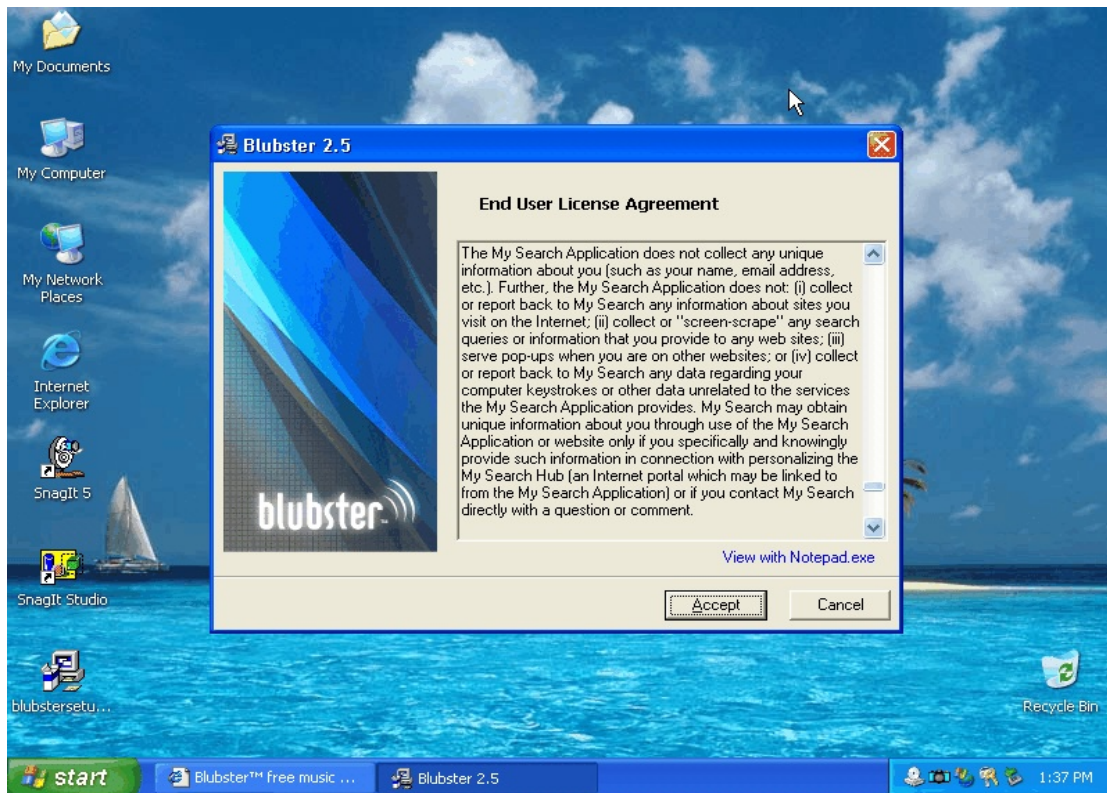 My Documents
My Computer
My Network
Places
Internet
Explorer
SnagIt 5
SnagIt Studio
blubstersetu...
Blubster 2.5
End User License Agreement
The My Search Application does not collect any unique
information about you (such as your name, email address,
etc.). Further, the My Search Application does not: (i) collect
or report back to My Search any information about sites you
visit on the Internet; (ii) collect or "screen-scrape" any search
queries or information that you provide to any web sites; (iii)
serve pop-ups when you are on other websites; or (iv) collect
or report back to My Search any data regarding your
computer keystrokes or other data unrelated to the services
the My Search Application provides. My Search may obtain
unique information about you through use of the My Search
Application or website only if you specifically and knowingly
provide such information in connection with personalizing the
My Search Hub (an Internet portal which may be linked to
from the My Search Application) or if you contact My Search
directly with a question or comment.
blubster
View with Notepad.exe
Accept
Cancel
Recycle Bin
start
Blubster™ free music ...
Blubster 2.5
1:37 PM